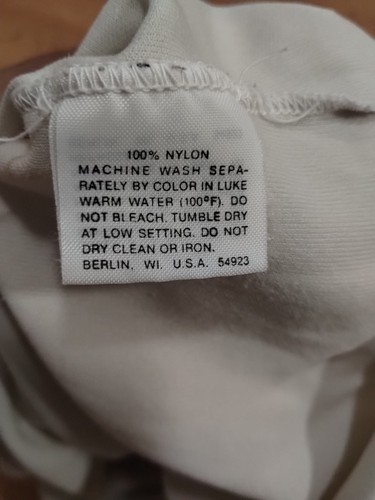 100% NYLON
MACHINE WASH SEPA-
RATELY BY COLOR IN LUKE
WARM WATER (100°F). DO
NOT BLEACH. TUMBLE DRY
AT LOW SETTING. DO NOT
DRY CLEAN OR IRON.
BERLIN, WI. U.S.A. 54923